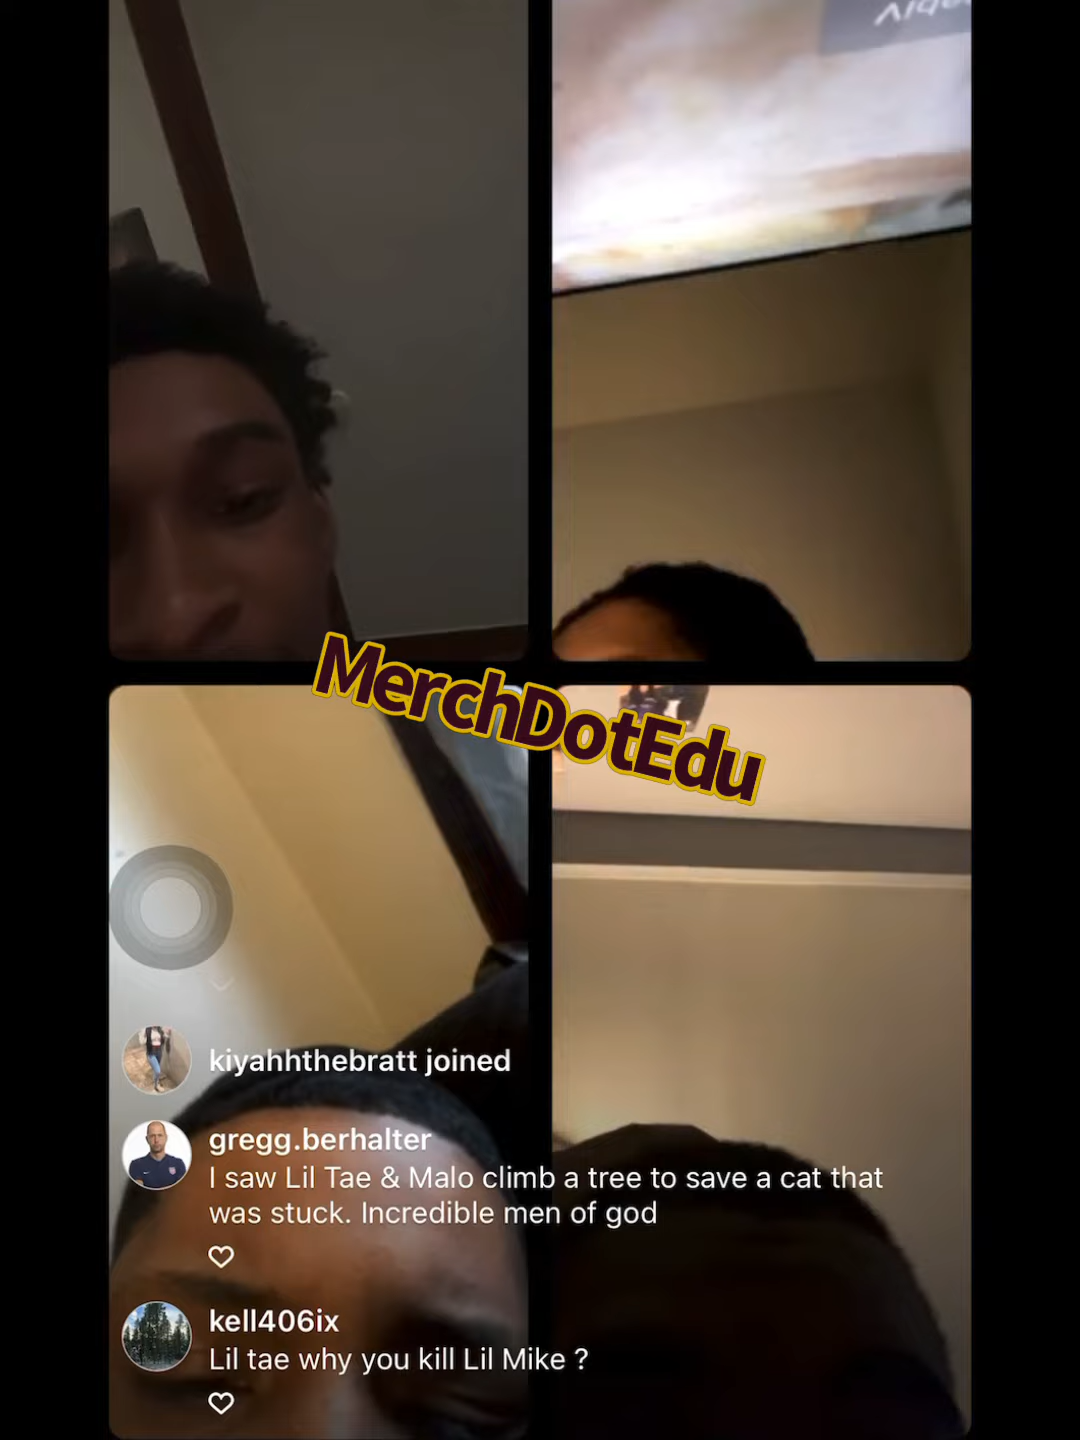 MerchDotEdu
kiyahhthebratt joined
gregg.berhalter
I saw Lil Tae & Malo climb a tree to save a cat that
was stuck. Incredible men of god
kell406ix
Lil tae why you kill Lil Mike ?